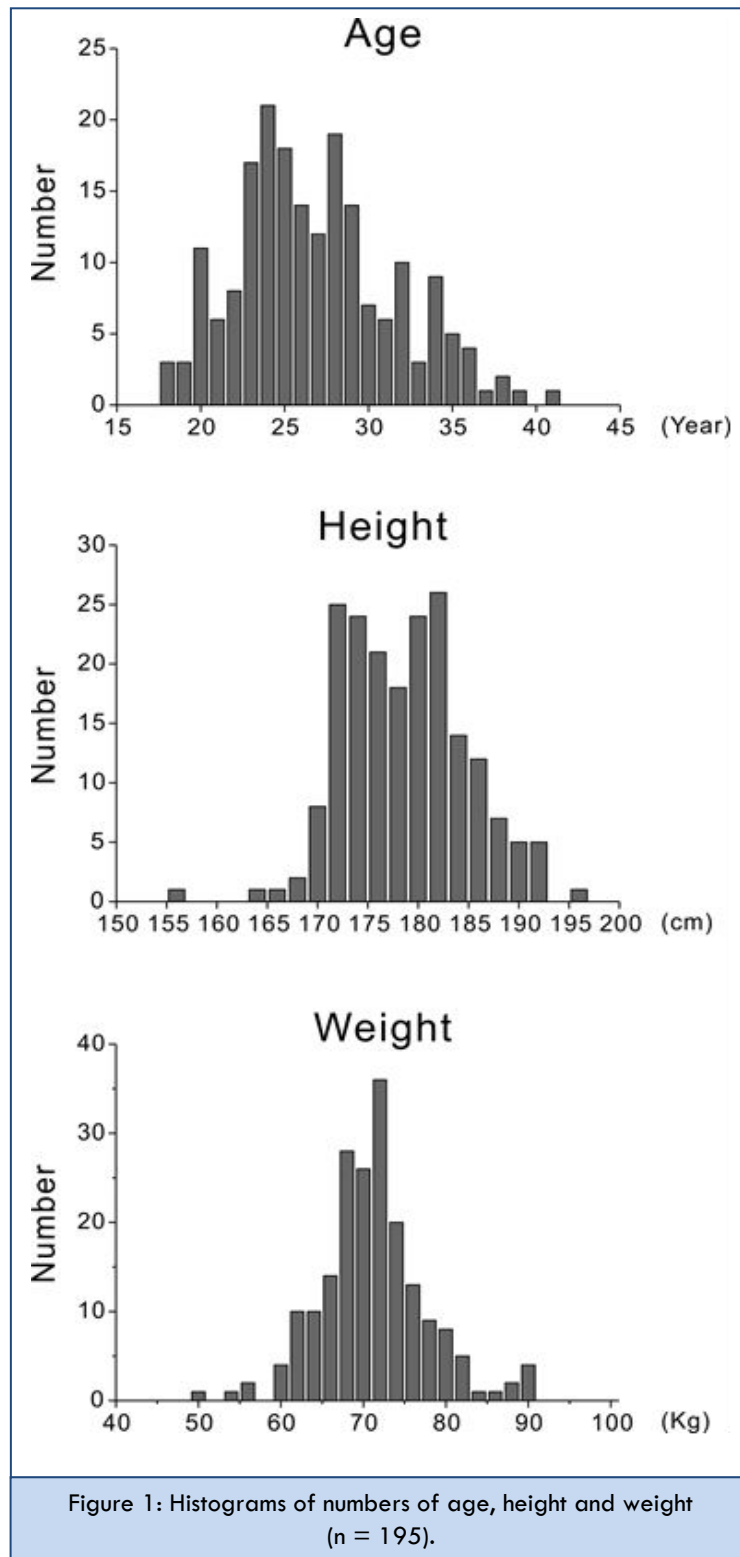 Age
25
20
15
10
5
0
Number
15 20 25 30 35 40 45 (Year)
Height
30
25
20
15
10
5
0
Number
150 155 160 165 170 175 180 185 190 195 200 (cm)
Weight
40
30
20
10
0
Number
40 50 60 70 80 90 100 (Kg)
Figure 1: Histograms of numbers of age, height and weight
(n = 195).